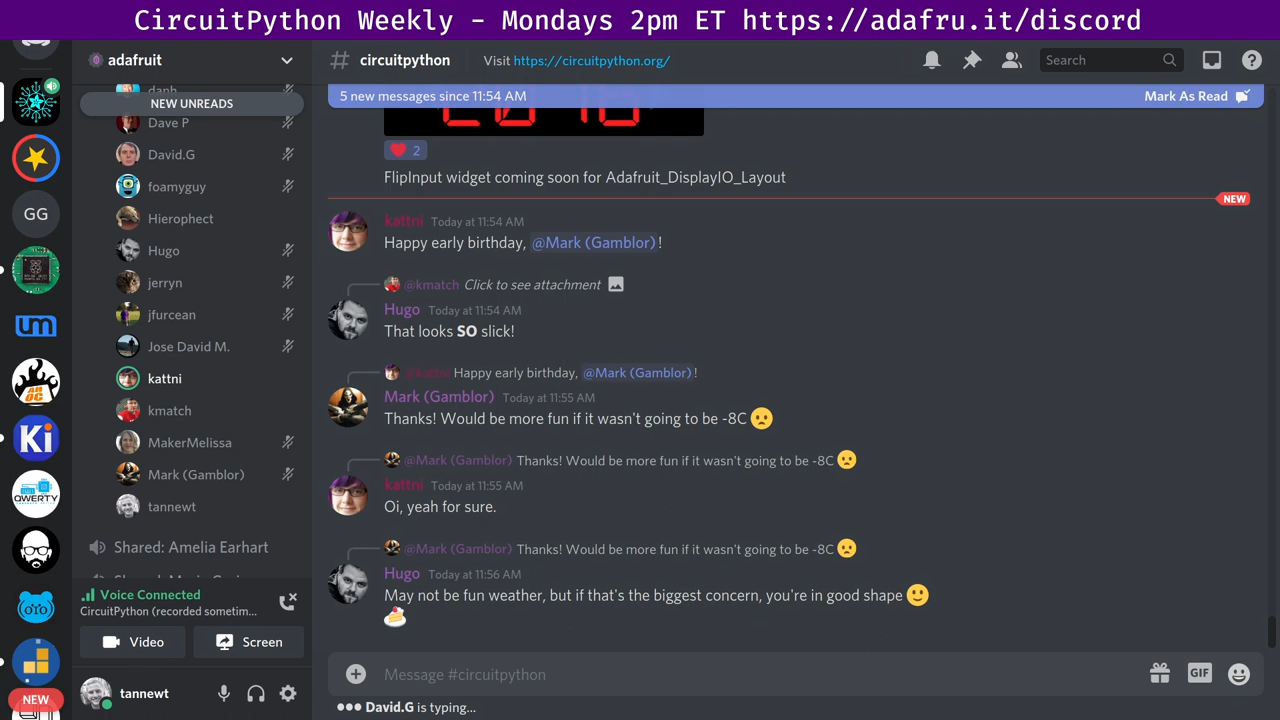 CircuitPython Weekly - Mondays 2pm ET https://adafru.it/discord
adafruit
NEW UNREADS
Dave P
David.G
foamyguy
Hierophect
Hugo
jerryn
jfurcean
Jose David M.
kattni
kmatch
MakerMelissa
Mark (Gamblor)
tannewt
Shared: Amelia Earhart
Voice Connected
CircuitPython (recorded sometim...
Video
Screen
tannewt
GG
um
AH
OC
Ki
QWERTY
NEW
# circuitpython
Visit https://circuitpython.org/
Search
5 new messages since 11:54 AM
Mark As Read
2
FlipInput widget coming soon for Adafruit_DisplayIO_Layout
NEW
kattni Today at 11:54 AM
Happy early birthday, @Mark (Gamblor)!
@kmatch Click to see attachment
Hugo Today at 11:54 AM
That looks SO slick!
@kattni Happy early birthday, @Mark (Gamblor)!
Mark (Gamblor) Today at 11:55 AM
Thanks! Would be more fun if it wasn't going to be -8C 🙁
@Mark (Gamblor) Thanks! Would be more fun if it wasn't going to be -8C 🙁
kattni Today at 11:55 AM
Oi, yeah for sure.
@Mark (Gamblor) Thanks! Would be more fun if it wasn't going to be -8C 🙁
Hugo Today at 11:56 AM
May not be fun weather, but if that's the biggest concern, you're in good shape 🙂
🍰
Message #circuitpython
GIF
David.G is typing...